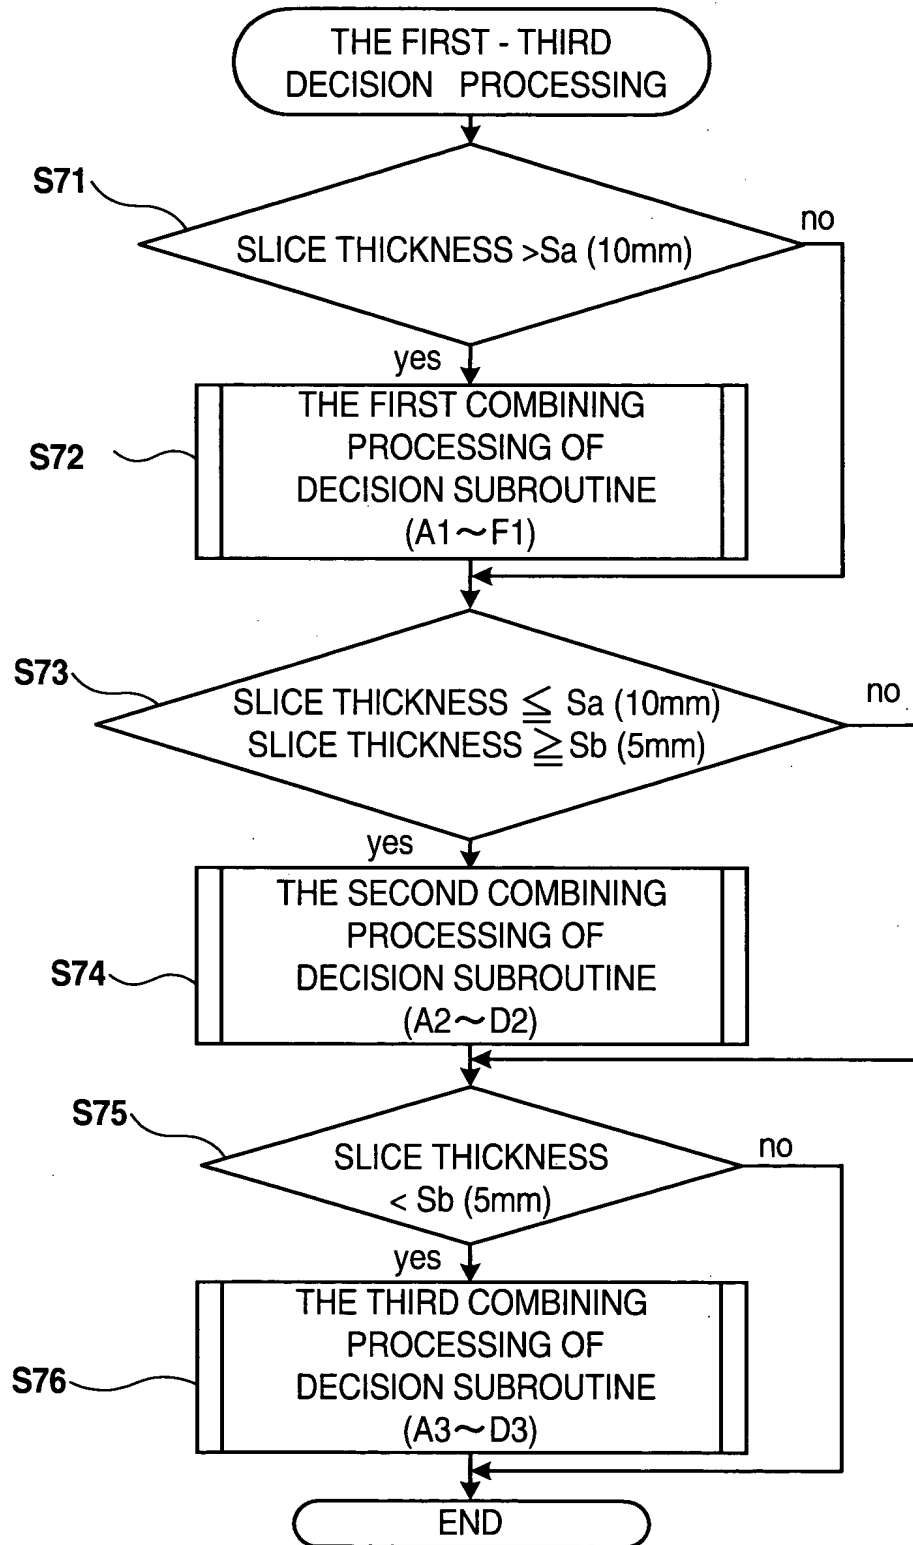 THE FIRST - THIRD
DECISION PROCESSING
S71
SLICE THICKNESS >Sa (10mm)
no
yes
S72
THE FIRST COMBINING
PROCESSING OF
DECISION SUBROUTINE
(A1~F1)
S73
SLICE THICKNESS ≦ Sa (10mm)
SLICE THICKNESS ≧ Sb (5mm)
no
yes
S74
THE SECOND COMBINING
PROCESSING OF
DECISION SUBROUTINE
(A2~D2)
S75
SLICE THICKNESS
< Sb (5mm)
no
yes
S76
THE THIRD COMBINING
PROCESSING OF
DECISION SUBROUTINE
(A3~D3)
END